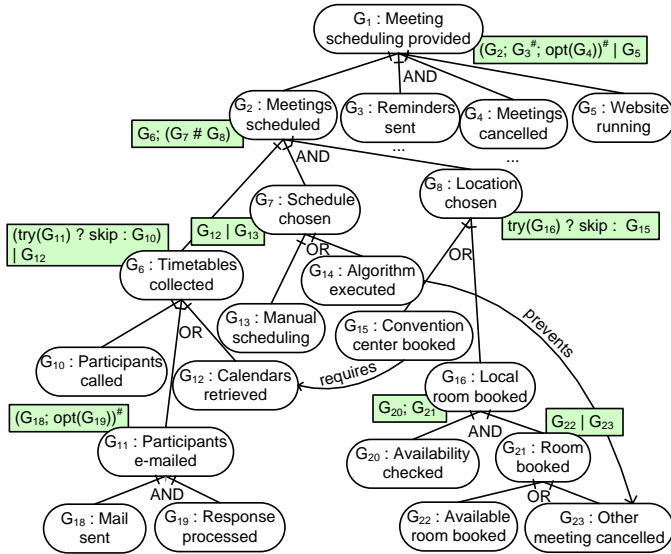 G₁ : Meeting
scheduling provided
(G₂; G₃#; opt(G₄))# | G₅
AND
G₂ : Meetings
scheduled
G₃ : Reminders
sent
...
G₄ : Meetings
cancelled
...
G₅ : Website
running
G₆; (G₇ # G₈)
AND
G₇ : Schedule
chosen
G₈ : Location
chosen
(try(G₁₁) ? skip : G₁₀)
| G₁₂
G₁₂ | G₁₃
try(G₁₆) ? skip : G₁₅
OR
OR
G₆ : Timetables
collected
G₁₄ : Algorithm
executed
G₁₃ : Manual
scheduling
G₁₅ : Convention
center booked
prevents
OR
G₁₀ : Participants
called
G₁₂ : Calendars
retrieved
requires
G₁₆ : Local
room booked
(G₁₈; opt(G₁₉))#
G₂₀; G₂₁
G₂₂ | G₂₃
AND
G₁₁ : Participants
e-mailed
G₂₀ : Availability
checked
G₂₁ : Room
booked
AND
OR
G₁₈ : Mail
sent
G₁₉ : Response
processed
G₂₂ : Available
room booked
G₂₃ : Other
meeting cancelled